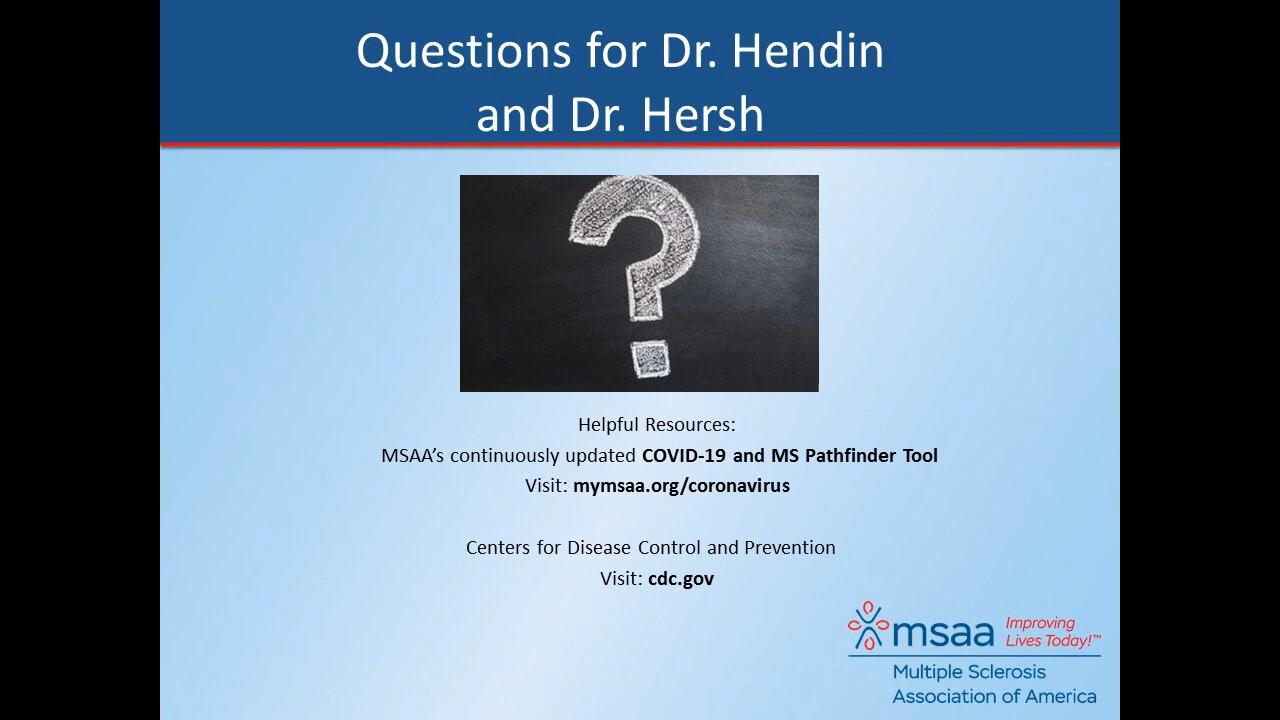 Questions for Dr. Hendin
and Dr. Hersh
Helpful Resources:
MSAA’s continuously updated COVID-19 and MS Pathfinder Tool
Visit: mymsaa.org/coronavirus
Centers for Disease Control and Prevention
Visit: cdc.gov
msaa
Improving
Lives Today!™
Multiple Sclerosis
Association of America